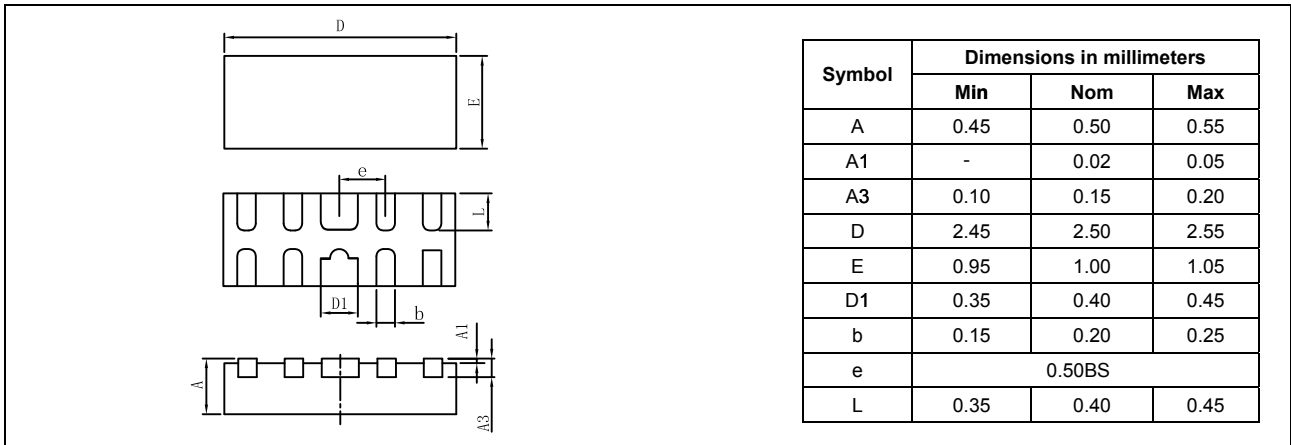 D
E
e
L
D1
b
A1
A
A3
Symbol Dimensions in millimeters
Min Nom Max
A 0.45 0.50 0.55
A1 - 0.02 0.05
A3 0.10 0.15 0.20
D 2.45 2.50 2.55
E 0.95 1.00 1.05
D1 0.35 0.40 0.45
b 0.15 0.20 0.25
e 0.50BS
L 0.35 0.40 0.45